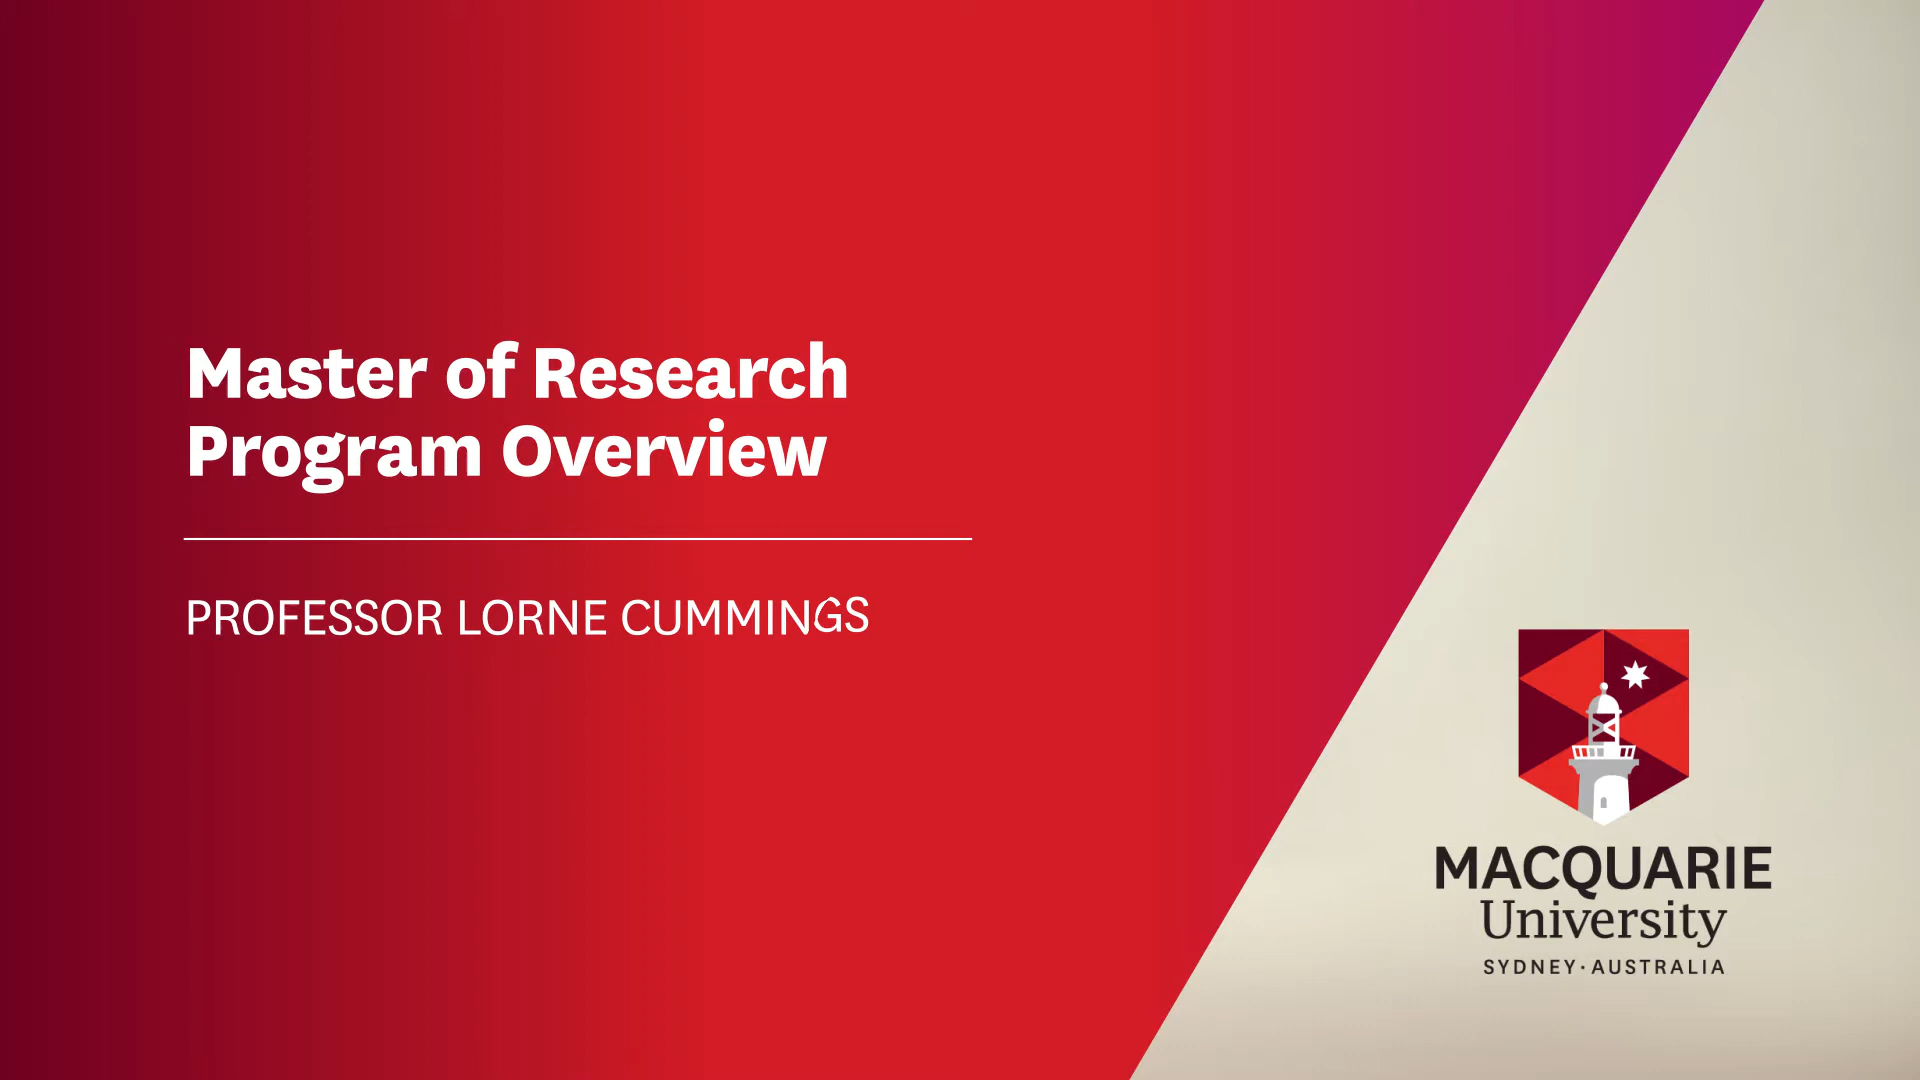 Master of Research
Program Overview
PROFESSOR LORNE CUMMINGS
MACQUARIE
University
SYDNEY·AUSTRALIA